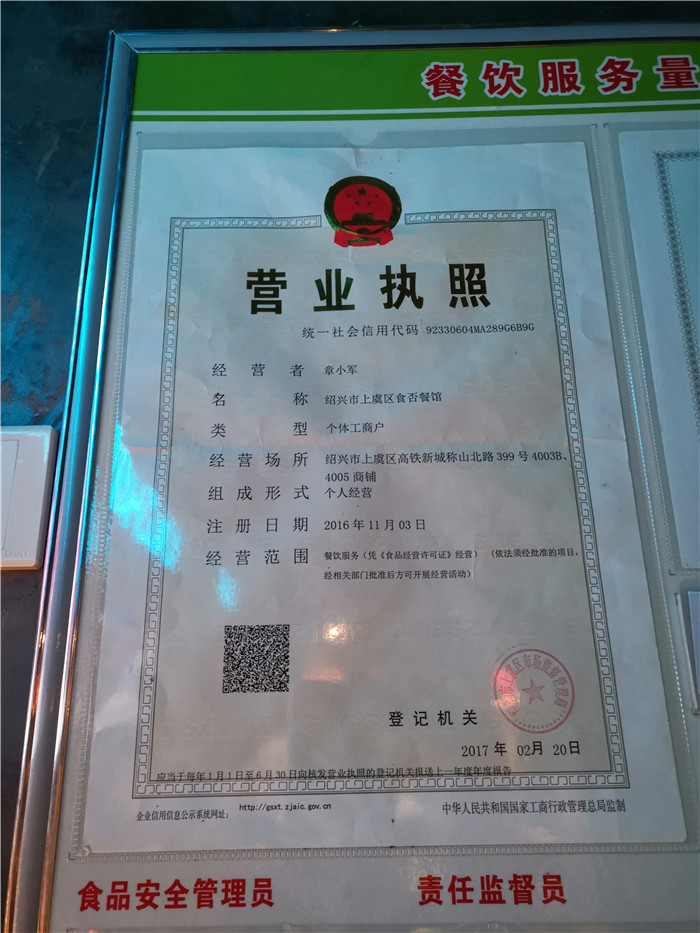 餐饮服务量
营业执照
统一社会信用代码 92330604MA289G6B9G
经营者 章小军
名称 绍兴市上虞区食否餐馆
类型 个体工商户
经营场所 绍兴市上虞区高铁新城称山北路399号4003B、
4005商铺
组成形式 个人经营
注册日期 2016年11月03日
经营范围 餐饮服务（凭《食品经营许可证》经营）（依法须经批准的项目，
经相关部门批准后方可开展经营活动）
登记机关
2017年 02月 20日
应当于每年1月1日至6月30日向核发营业执照的登记机关报送上一年度年度报告
企业信用信息公示系统网址： http://gsxt.zjaic.gov.cn
中华人民共和国国家工商行政管理总局监制
食品安全管理员
责任监督员